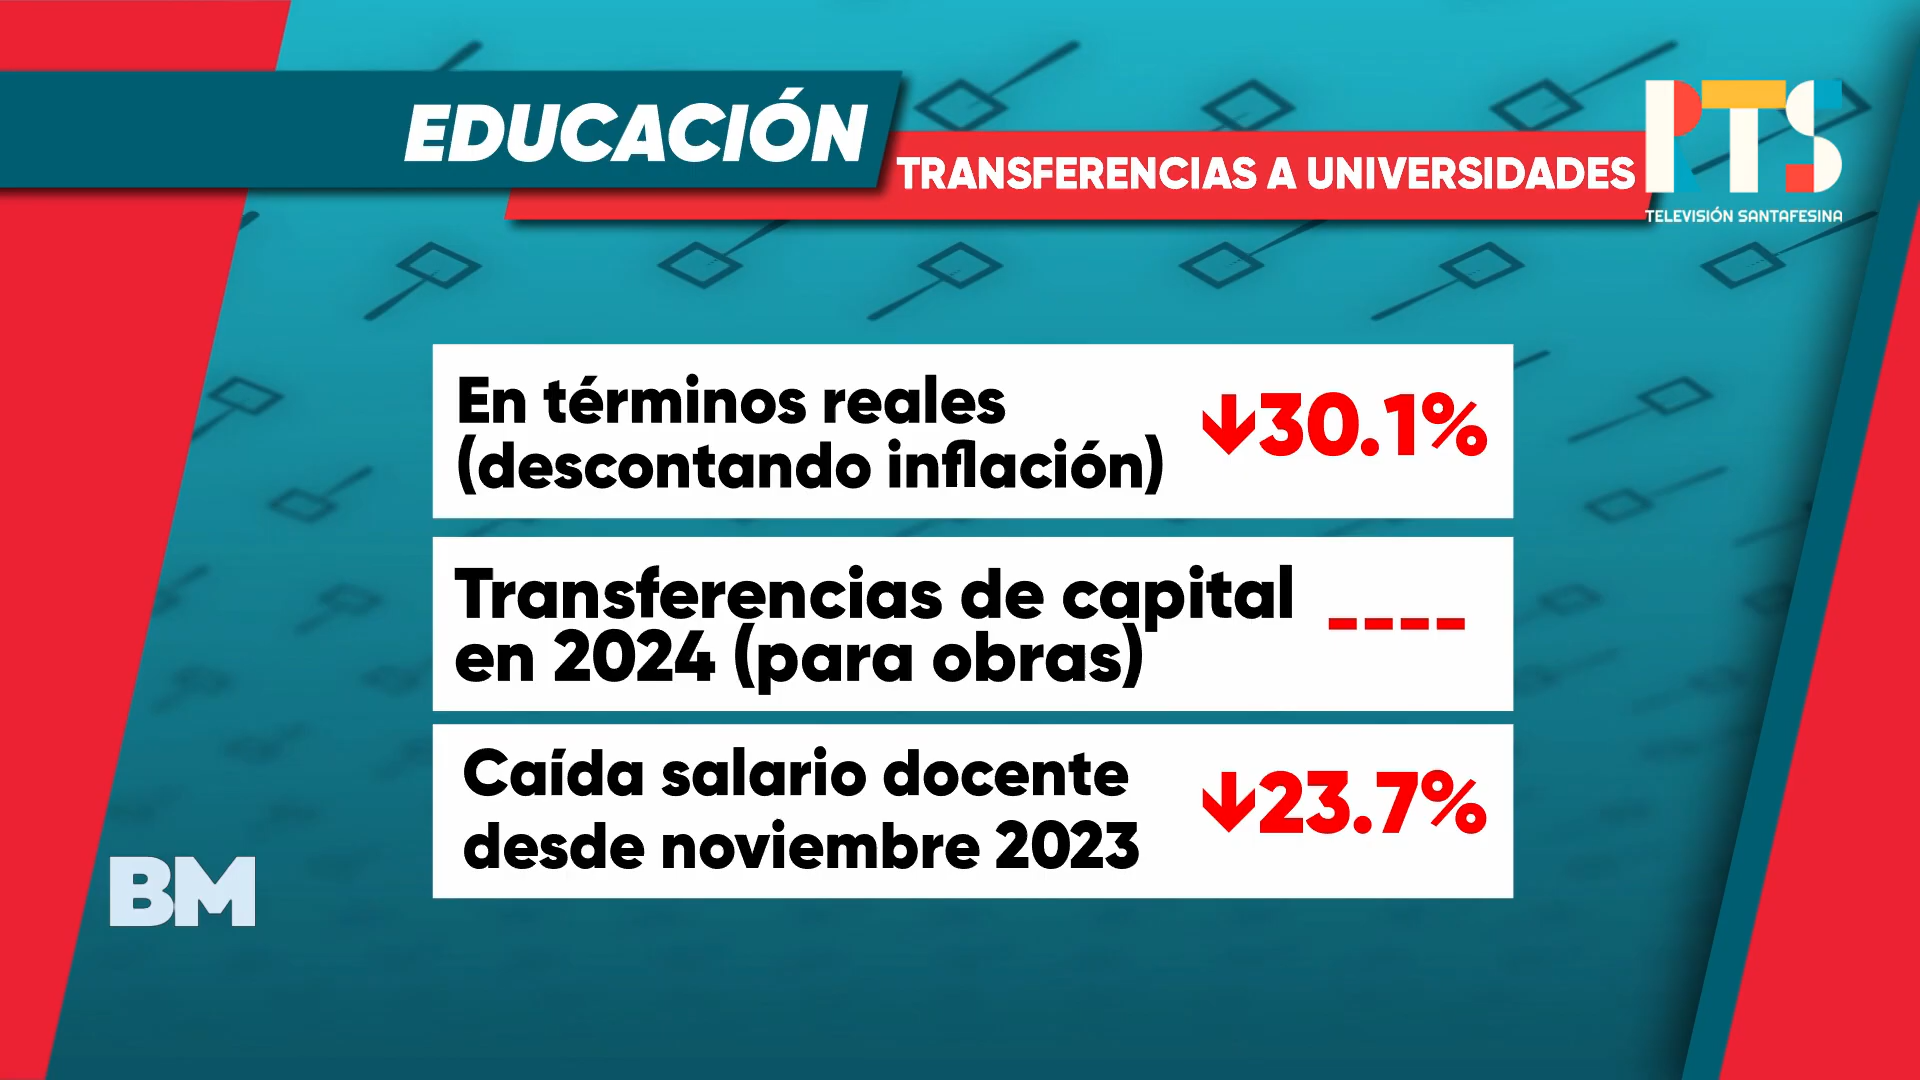 EDUCACIÓN
TRANSFERENCIAS A UNIVERSIDADES
RTS
TELEVISIÓN SANTAFESINA
En términos reales
(descontando inflación)
↓30.1%
Transferencias de capital
en 2024 (para obras)
----
Caída salario docente
desde noviembre 2023
↓23.7%
BM